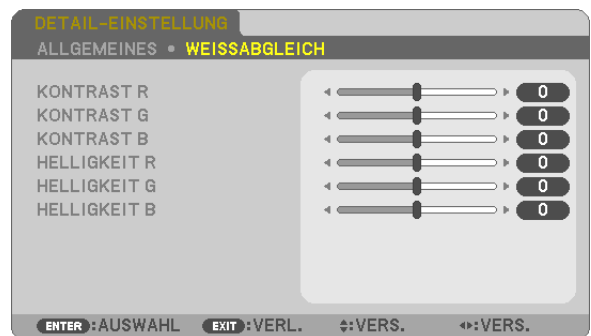 DETAIL-EINSTELLUNG
ALLGEMEINES • WEISSABGLEICH
KONTRAST R 0
KONTRAST G 0
KONTRAST B 0
HELLIGKEIT R 0
HELLIGKEIT G 0
HELLIGKEIT B 0
ENTER :AUSWAHL EXIT :VERL. :VERS. :VERS.